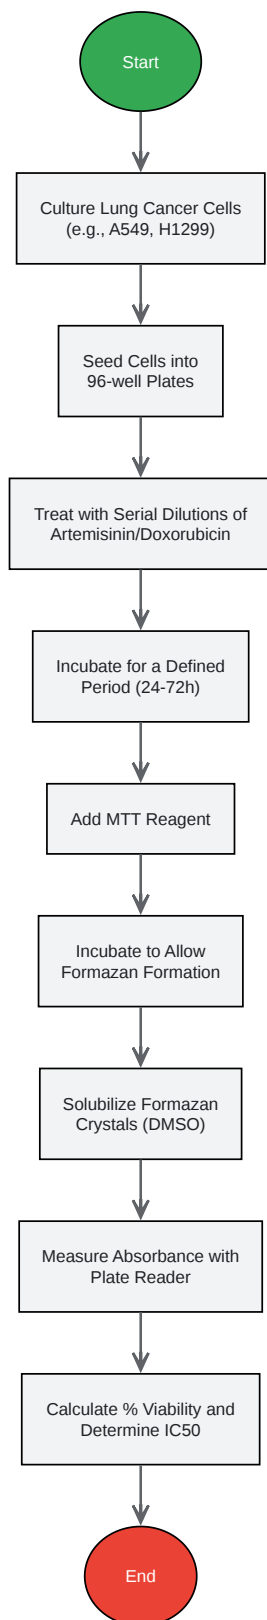 Start
Culture Lung Cancer Cells
(e.g., A549, H1299)
Seed Cells into
96-well Plates
Treat with Serial Dilutions of
Artemisinin/Doxorubicin
Incubate for a Defined
Period (24-72h)
Add MTT Reagent
Incubate to Allow
Formazan Formation
Solubilize Formazan
Crystals (DMSO)
Measure Absorbance with
Plate Reader
Calculate % Viability and
Determine IC50
End